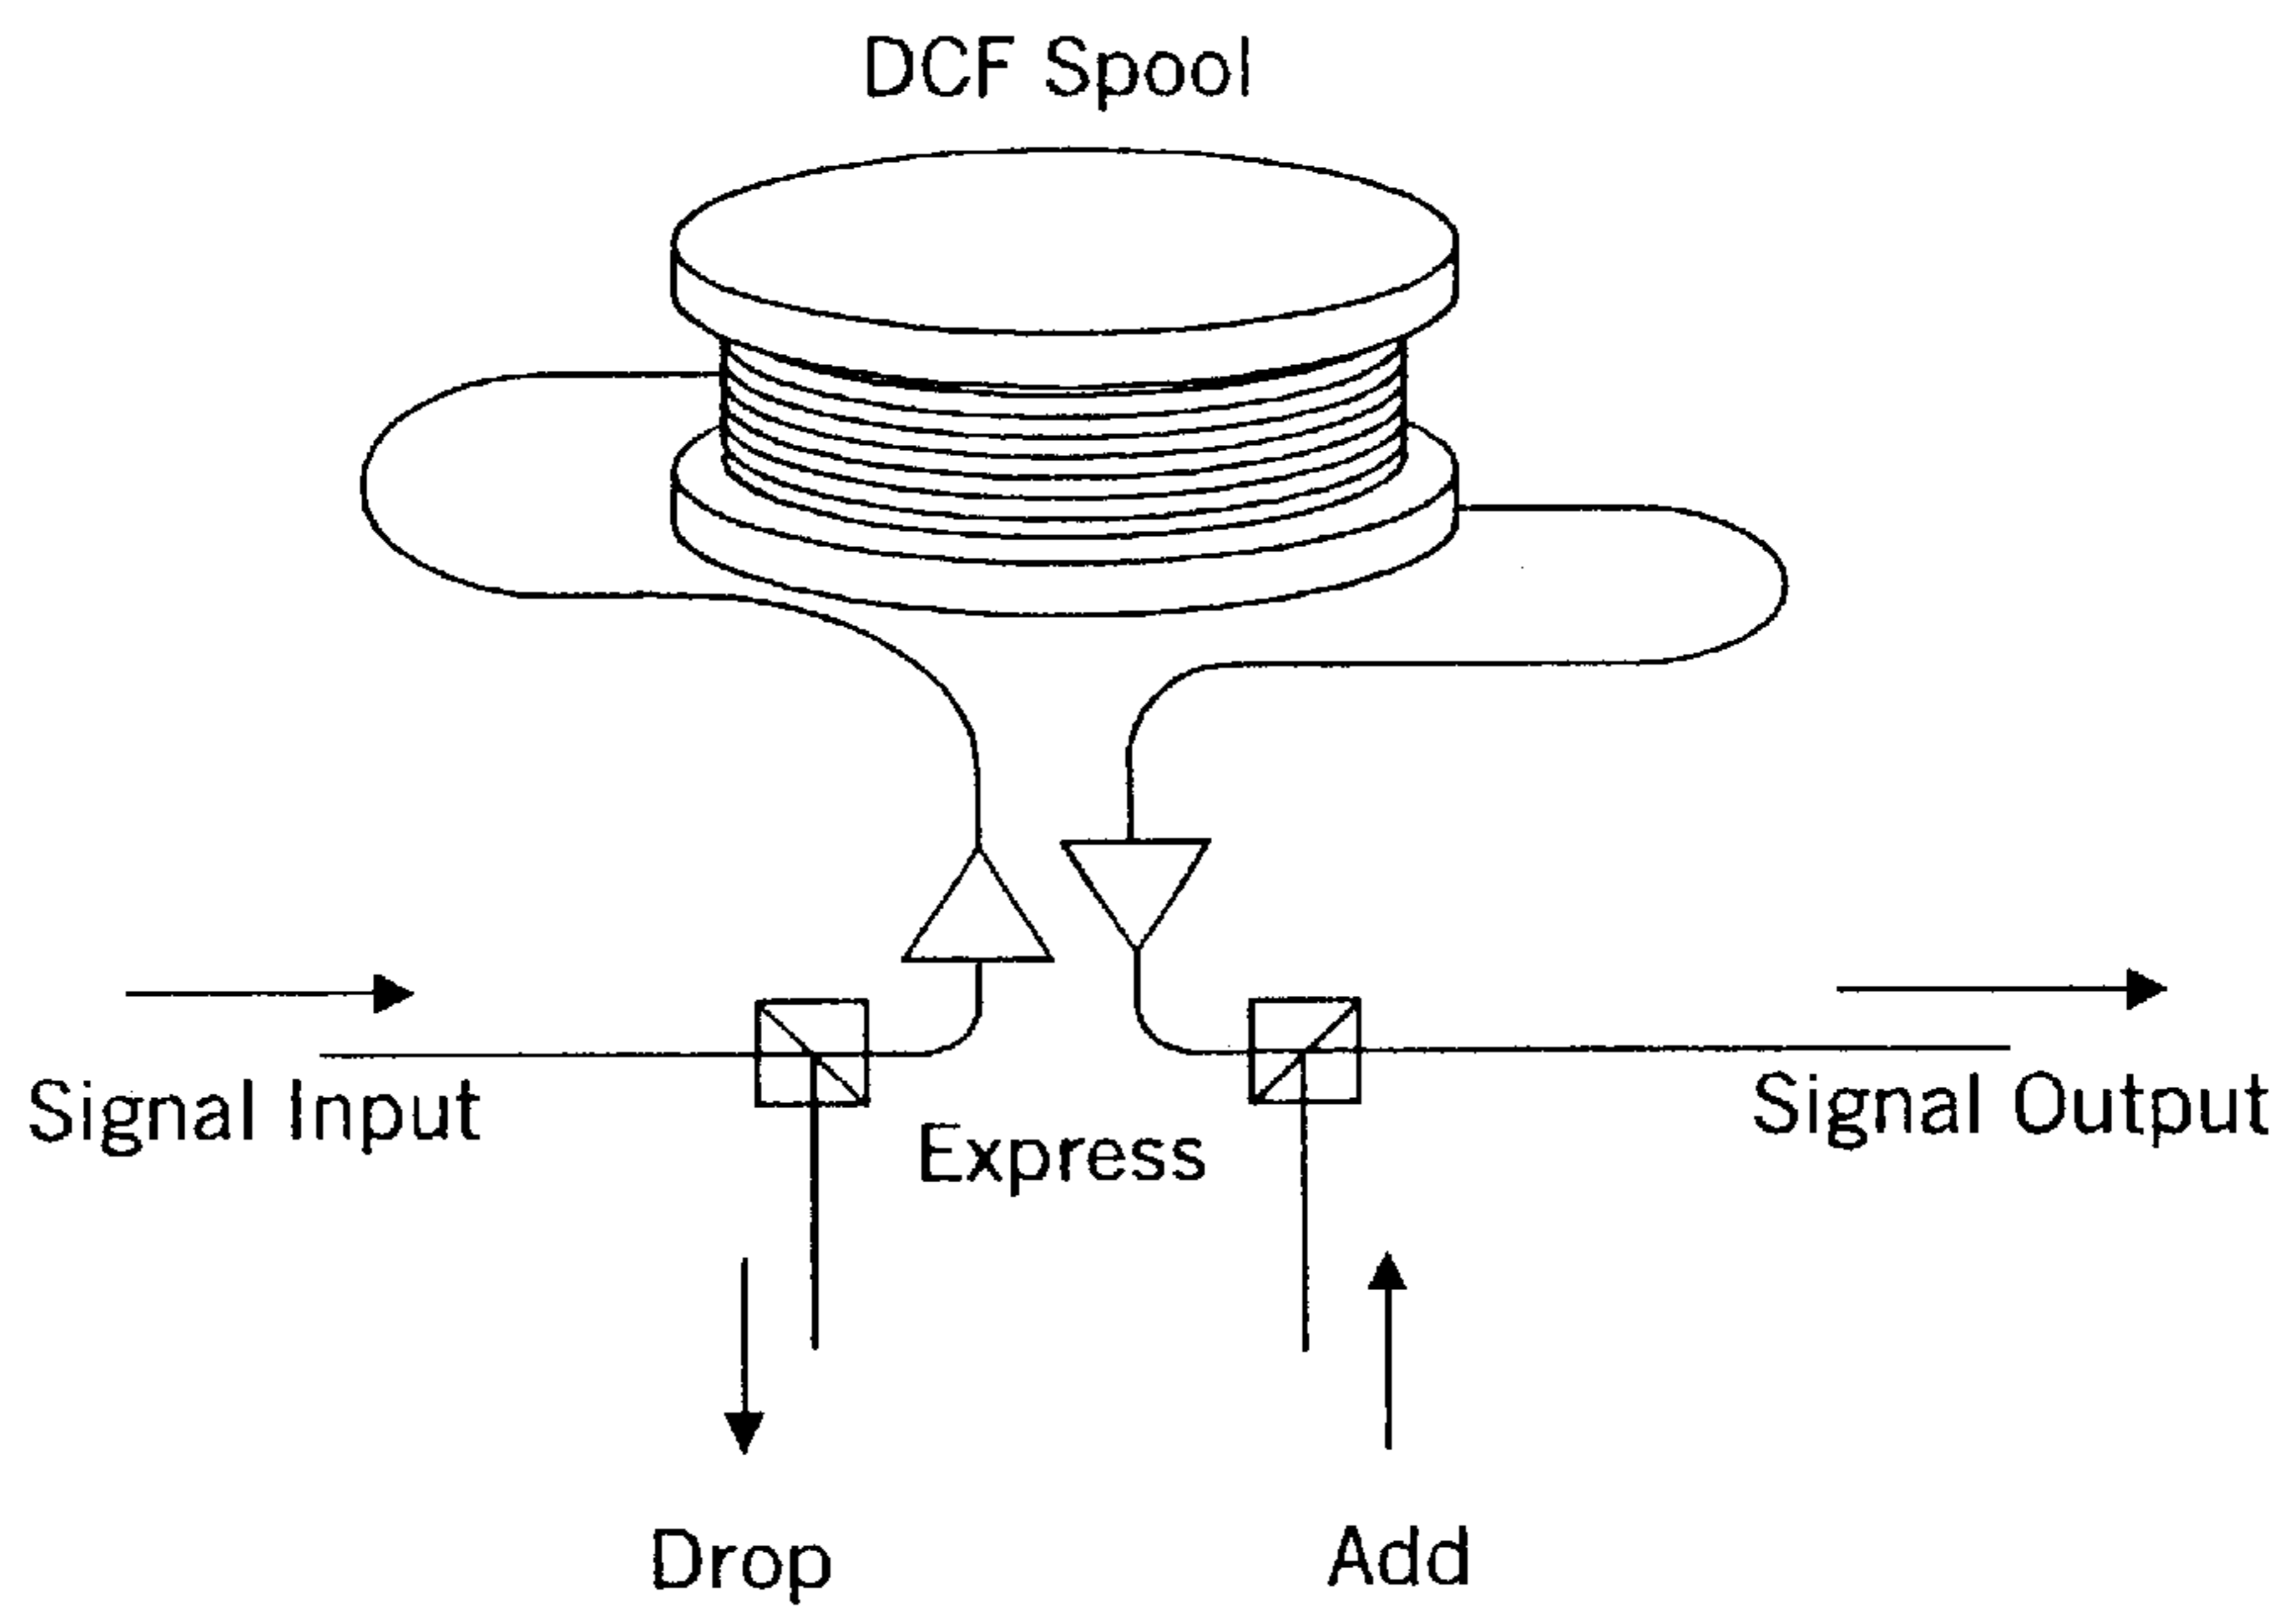 DCF Spool
Signal Input
Express
Signal Output
Drop
Add